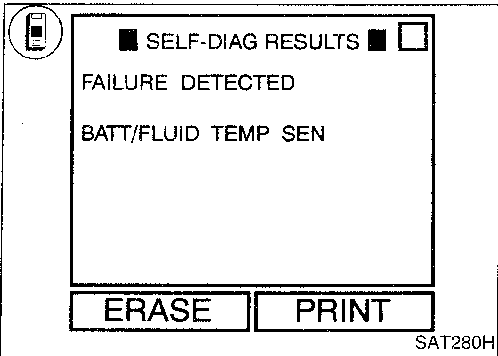 SELF-DIAG RESULTS
FAILURE DETECTED
BATT/FLUID TEMP SEN
ERASE PRINT
SAT280H